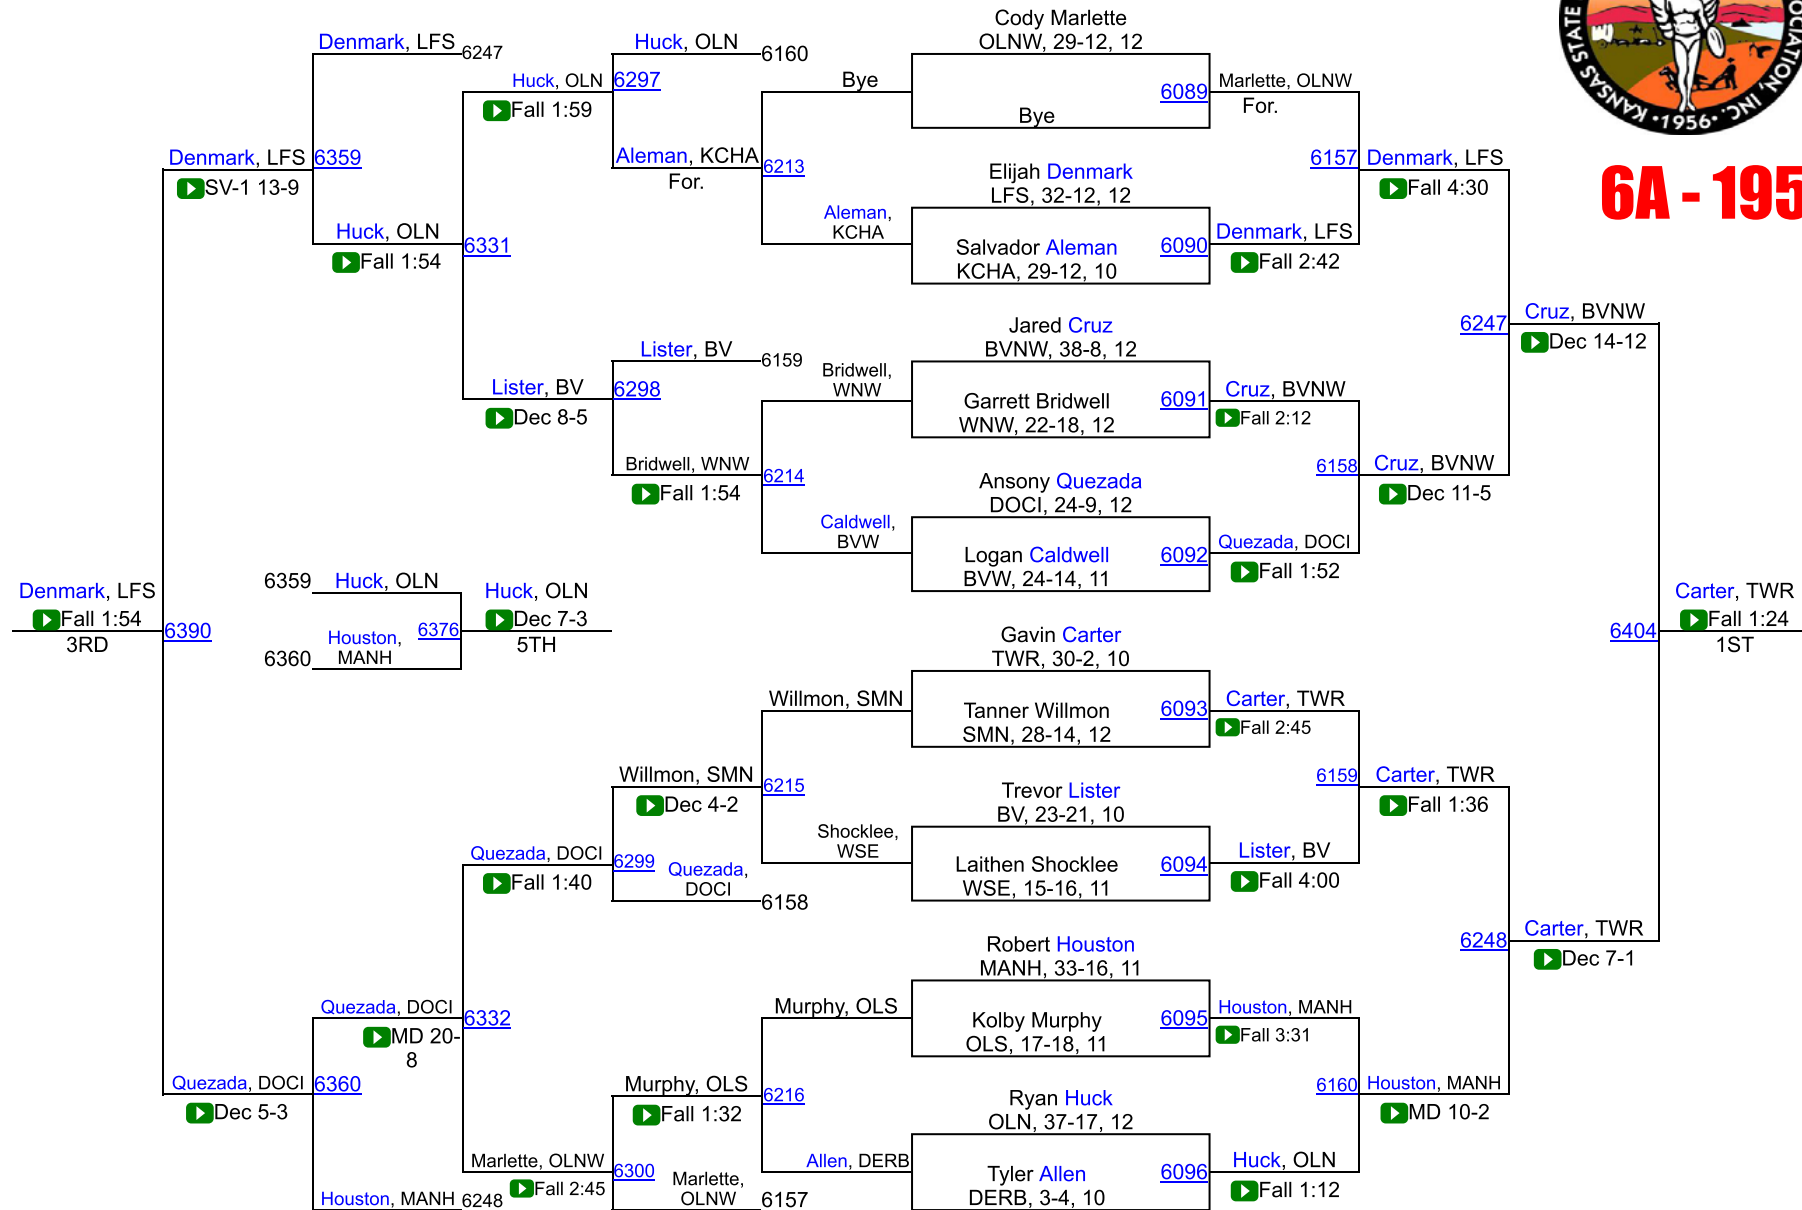 Cody Marlette
OLNW, 29-12, 12
KANSAS STATE
OCIATION, INC.
•1956•
6A - 195
Denmark, LFS
6247
Huck, OLN
6160
Huck, OLN
6297
Fall 1:59
Bye
Bye
6089
Marlette, OLNW
For.
Denmark, LFS
6359
SV-1 13-9
Aleman, KCHA
For.
6213
Elijah Denmark
LFS, 32-12, 12
6157
Denmark, LFS
Fall 4:30
Huck, OLN
Fall 1:54
6331
Aleman,
KCHA
Salvador Aleman
KCHA, 29-12, 10
6090
Denmark, LFS
Fall 2:42
Jared Cruz
BVNW, 38-8, 12
6247
Cruz, BVNW
Dec 14-12
Lister, BV
6159
Lister, BV
6298
Dec 8-5
Bridwell,
WNW
Garrett Bridwell
WNW, 22-18, 12
6091
Cruz, BVNW
Fall 2:12
Bridwell, WNW
Fall 1:54
6214
Ansony Quezada
DOCI, 24-9, 12
6158
Cruz, BVNW
Dec 11-5
Caldwell,
BVW
Logan Caldwell
BVW, 24-14, 11
6092
Quezada, DOCI
Fall 1:52
Denmark, LFS
Fall 1:54
3RD
6390
6359
Huck, OLN
Houston,
MANH
6360
6376
Huck, OLN
Dec 7-3
5TH
6404
Carter, TWR
Fall 1:24
1ST
Gavin Carter
TWR, 30-2, 10
Willmon, SMN
Tanner Willmon
SMN, 28-14, 12
6093
Carter, TWR
Fall 2:45
Willmon, SMN
Dec 4-2
6215
Trevor Lister
BV, 23-21, 10
6159
Carter, TWR
Fall 1:36
Quezada, DOCI
Fall 1:40
6299
Quezada,
DOCI
6158
Shocklee,
WSE
Laithen Shocklee
WSE, 15-16, 11
6094
Lister, BV
Fall 4:00
Robert Houston
MANH, 33-16, 11
6248
Carter, TWR
Dec 7-1
Quezada, DOCI
MD 20-
8
6332
Murphy, OLS
Kolby Murphy
OLS, 17-18, 11
6095
Houston, MANH
Fall 3:31
Quezada, DOCI
Dec 5-3
6360
Murphy, OLS
Fall 1:32
6216
Ryan Huck
OLN, 37-17, 12
6160
Houston, MANH
MD 10-2
Marlette, OLNW
Fall 2:45
6300
Allen, DERB
Tyler Allen
DERB, 3-4, 10
6096
Huck, OLN
Fall 1:12
Houston, MANH
6248
Marlette,
OLNW
6157